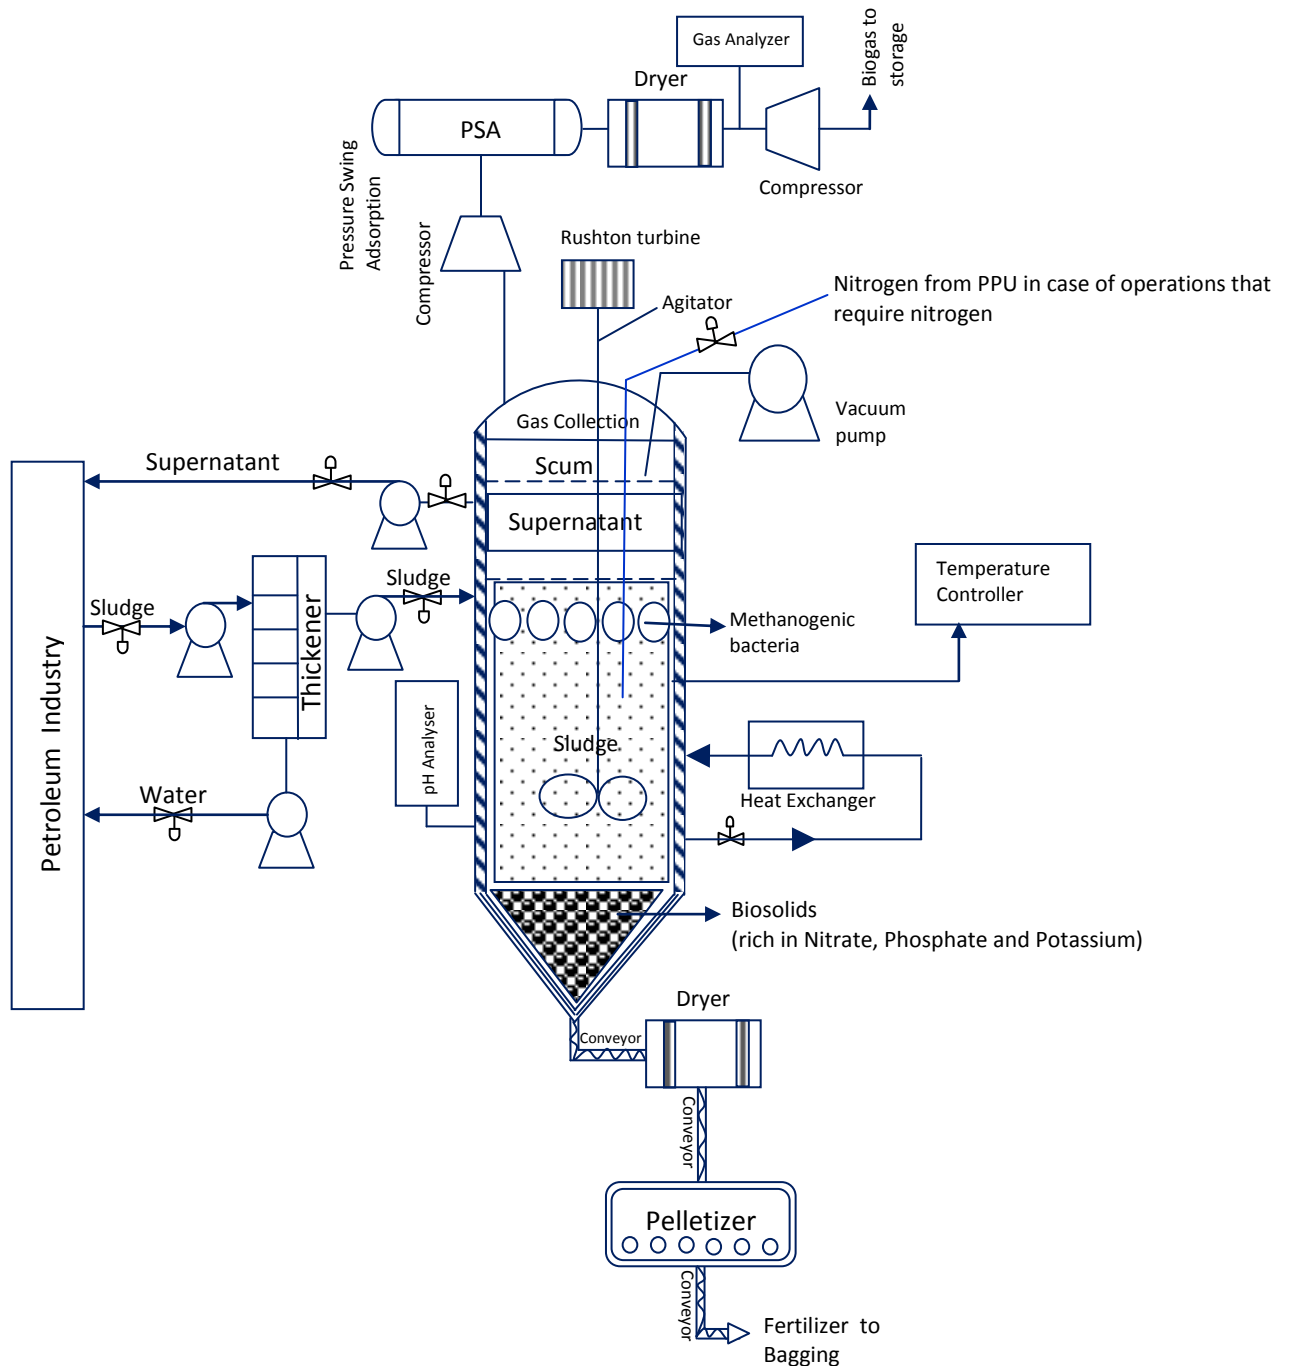 Gas Analyzer
Biogas to
storage
Dryer
PSA
Compressor
Pressure Swing
Adsorption
Compressor
Rushton turbine
Agitator
Nitrogen from PPU in case of operations that
require nitrogen
Vacuum
pump
Gas Collection
Scum
Supernatant
Supernatant
Petroleum Industry
Sludge
Thickener
Sludge
Water
pH Analyser
Temperature
Controller
Methanogenic
bacteria
Sludge
Heat Exchanger
Biosolids
(rich in Nitrate, Phosphate and Potassium)
Dryer
Conveyor
Conveyor
Pelletizer
Conveyor
Fertilizer to
Bagging